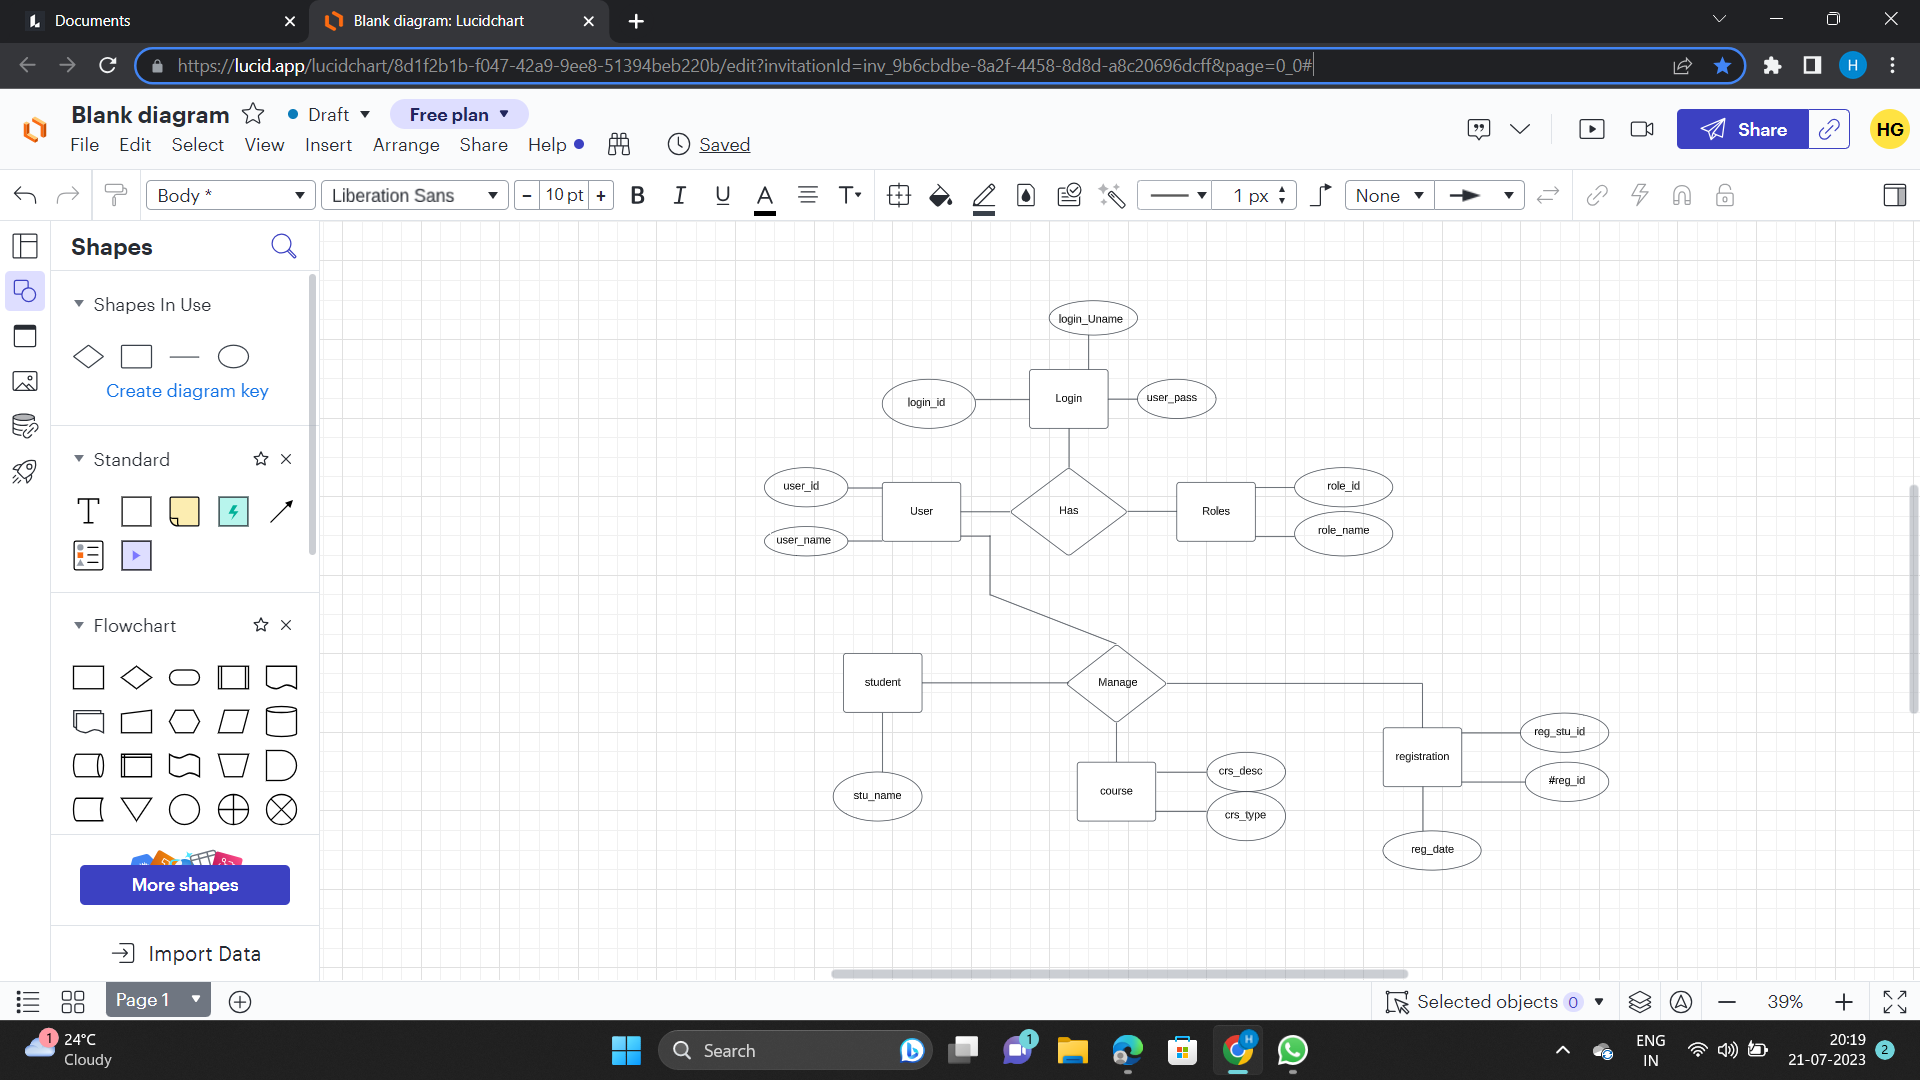 Documents
Blank diagram: Lucidchart
https://lucid.app/lucidchart/8d1f2b1b-f047-42a9-9ee8-51394beb220b/edit?invitationId=inv_9b6cbdbe-8a2f-4458-8d8d-a8c20696dcff&page=0_0#
H
Blank diagram
Draft
Free plan
File Edit Select View Insert Arrange Share Help
Saved
Share
HG
Body *
Liberation Sans
- 10 pt +
B I U A T
1 px
None
Shapes
Shapes In Use
Create diagram key
Standard
T
Flowchart
More shapes
Import Data
login_Uname
login_id
Login
user_pass
user_id
User
Has
Roles
role_id
user_name
role_name
student
Manage
stu_name
course
crs_desc
crs_type
registration
reg_stu_id
#reg_id
reg_date
Page 1
Selected objects 0
39%
1
24°C
Cloudy
Search
1
H
ENG
IN
20:19
21-07-2023
2